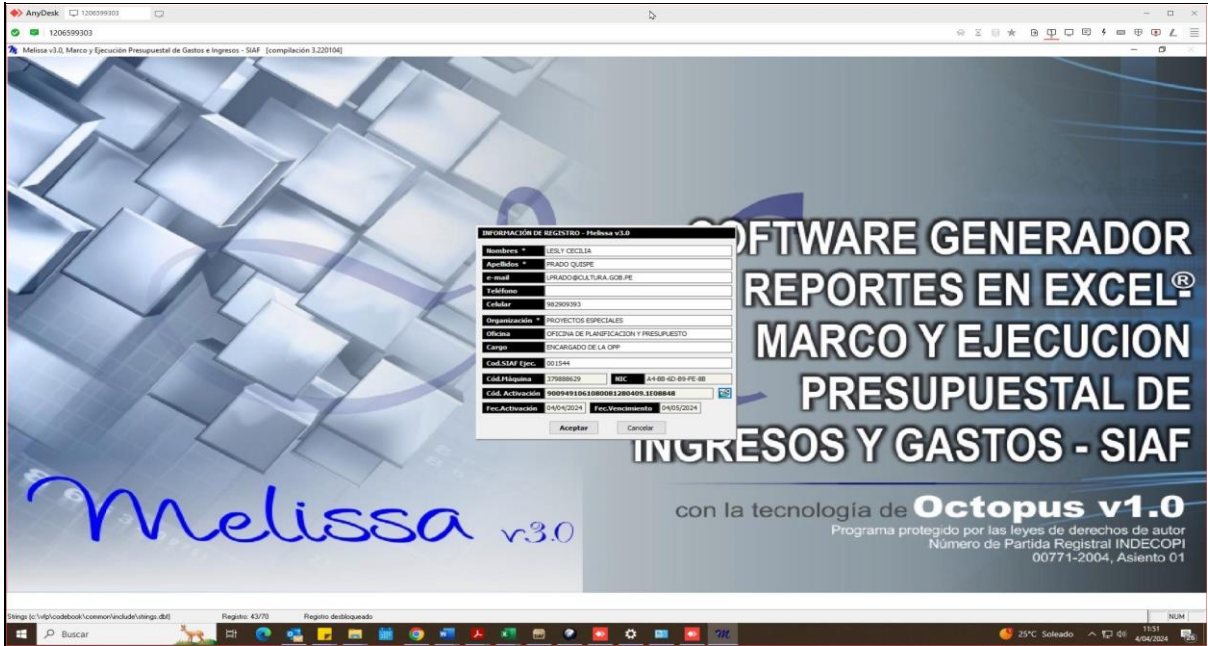 AnyDesk 1206599303
1206599303
Melissa v3.0, Marco y Ejecución Presupuestal de Gastos e Ingresos - SIAF [compilación 3.220104]
INFORMACIÓN DE REGISTRO - Melissa v3.0
Nombres * LESLY CECILIA
Apellidos * PRADO QUISPE
e-mail LPRADO@CULTURA.GOB.PE
Teléfono
Celular 982909393
Organización * PROYECTOS ESPECIALES
Oficina OFICINA DE PLANIFICACION Y PRESUPUESTO
Cargo ENCARGADO DE LA OPP
Cod.SIAF Ejec. 001544
Cód.Máquina 379888629 NIC A4-BB-6D-B9-FE-8B
Cód. Activación 9009491061080081280409.1E08848
Fec.Activación 04/04/2024 Fec.Vencimiento 04/05/2024
Aceptar Cancelar
SOFTWARE GENERADOR
REPORTES EN EXCEL®
MARCO Y EJECUCION
PRESUPUESTAL DE
INGRESOS Y GASTOS - SIAF
Melissa v3.0
con la tecnología de Octopus v1.0
Programa protegido por las leyes de derechos de autor
Número de Partida Registral INDECOPI
00771-2004, Asiento 01
Strings (c:\vfp\codebook\common\include\strings.dbf) Registro: 43/70 Registro desbloqueado NUM
Buscar
25°C Soleado
11:51
4/04/2024